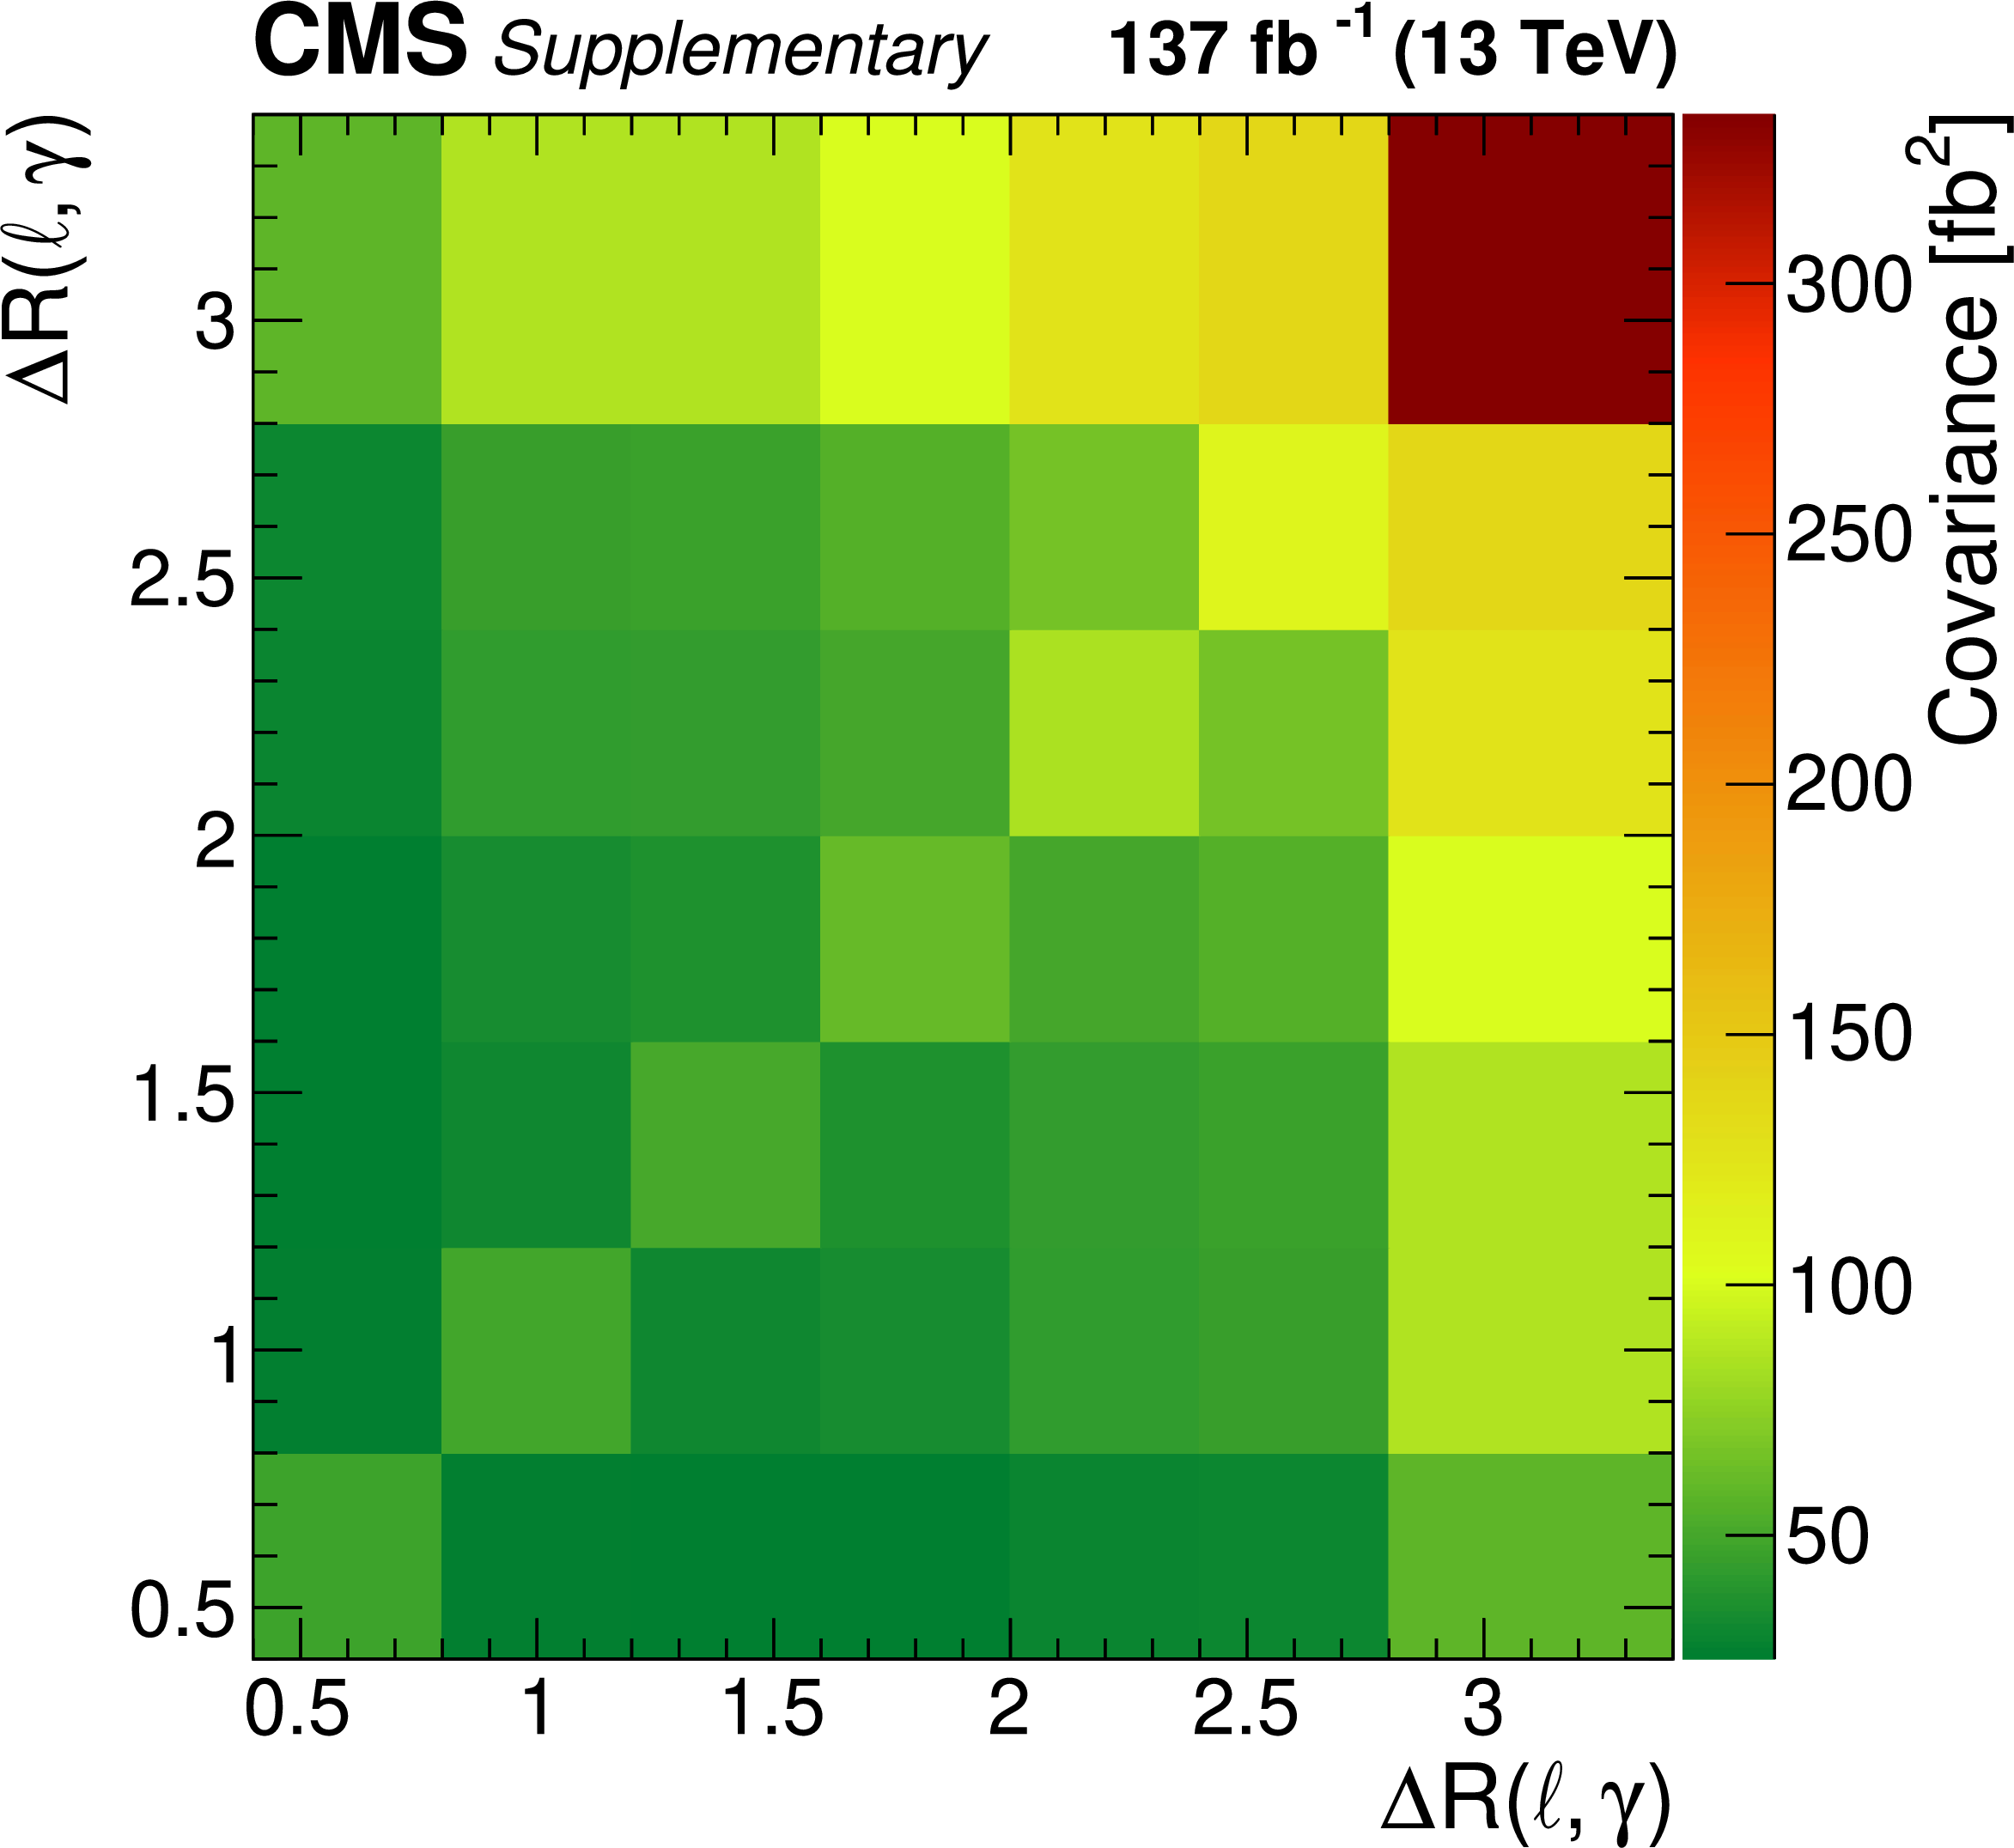 CMS Supplementary 137 fb⁻¹ (13 TeV)
ΔR(ℓ, γ)
3
2.5
2
1.5
1
0.5
0.5 1 1.5 2 2.5 3
ΔR(ℓ, γ)
300
250
200
150
100
50
Covariance [fb²]